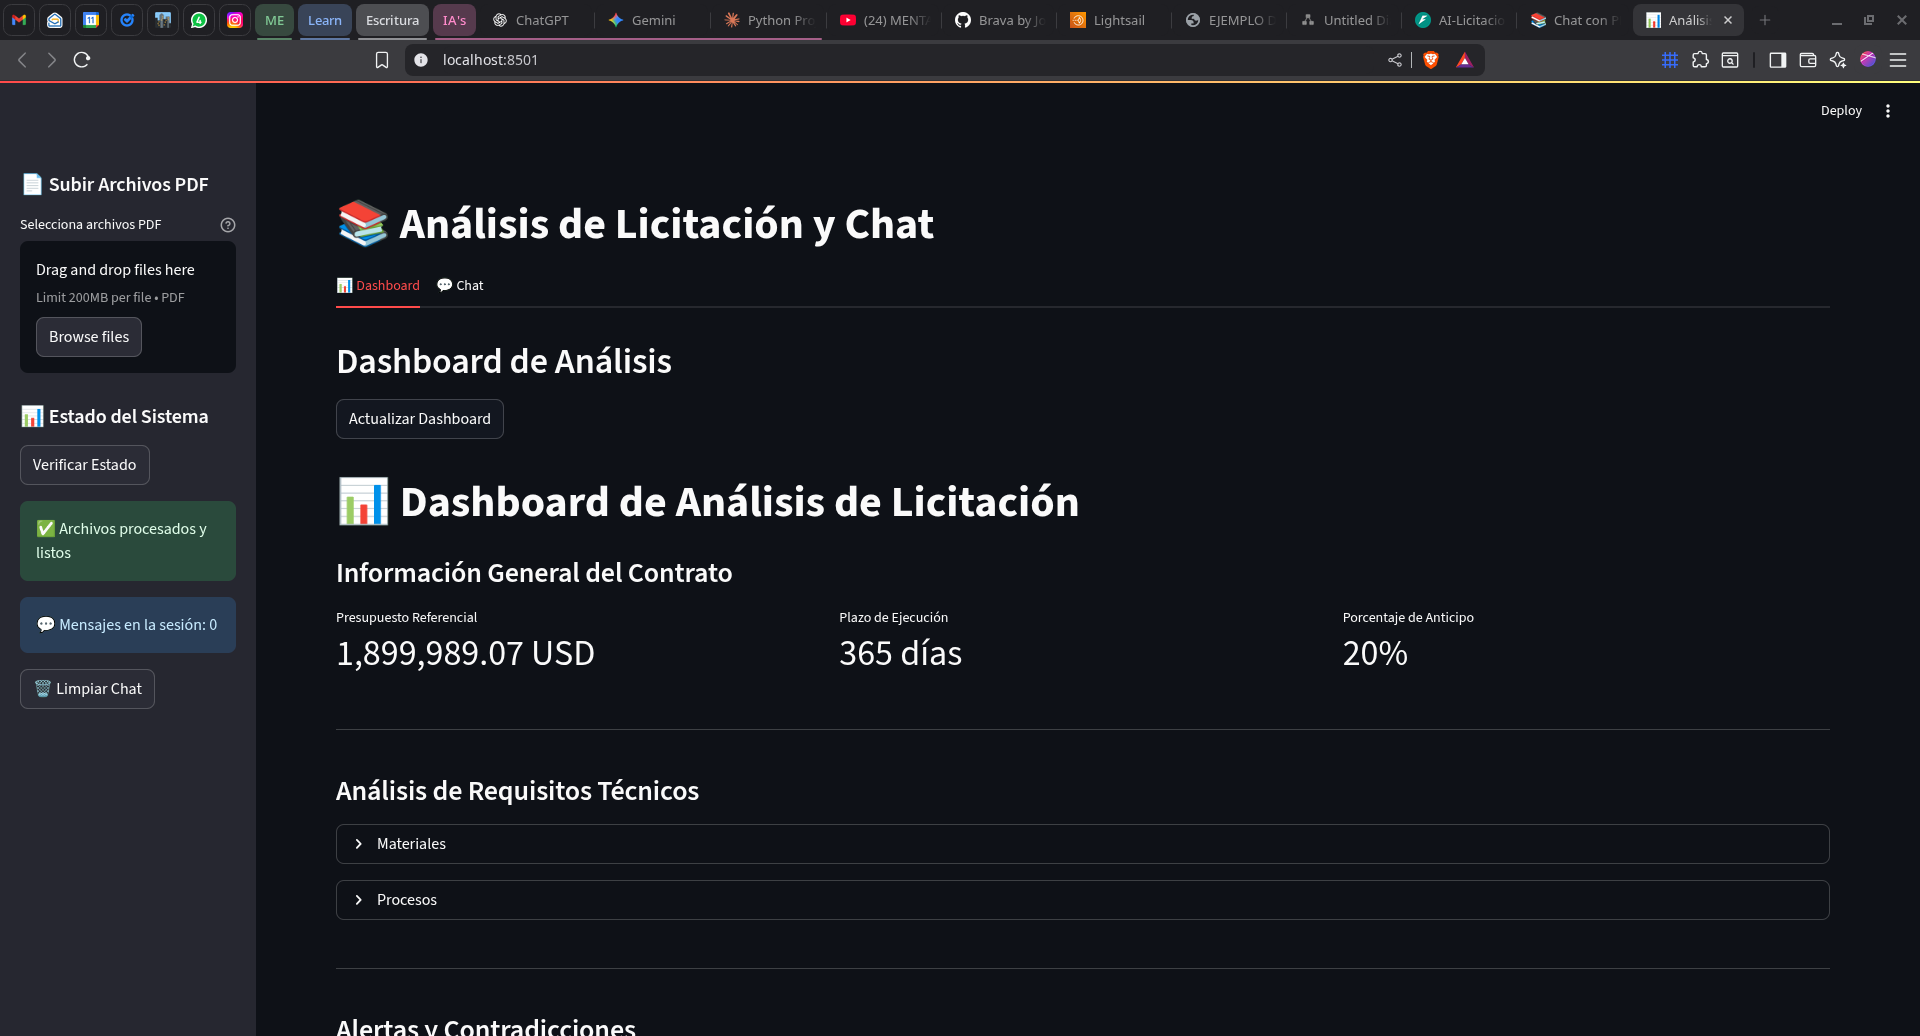 ME
Learn
Escritura
IA's
ChatGPT
Gemini
Python Pro
(24) MENTA
Brava by Jo
Lightsail
EJEMPLO D
Untitled Di
AI-Licitacio
Chat con P
Análisi
localhost:8501
Deploy
📄 Subir Archivos PDF
Selecciona archivos PDF
Drag and drop files here
Limit 200MB per file • PDF
Browse files
📊 Estado del Sistema
Verificar Estado
✅ Archivos procesados y
listos
💬 Mensajes en la sesión: 0
🗑️ Limpiar Chat
📚 Análisis de Licitación y Chat
📊 Dashboard
💬 Chat
Dashboard de Análisis
Actualizar Dashboard
📊 Dashboard de Análisis de Licitación
Información General del Contrato
Presupuesto Referencial
1,899,989.07 USD
Plazo de Ejecución
365 días
Porcentaje de Anticipo
20%
Análisis de Requisitos Técnicos
Materiales
Procesos
Alertas y Contradicciones